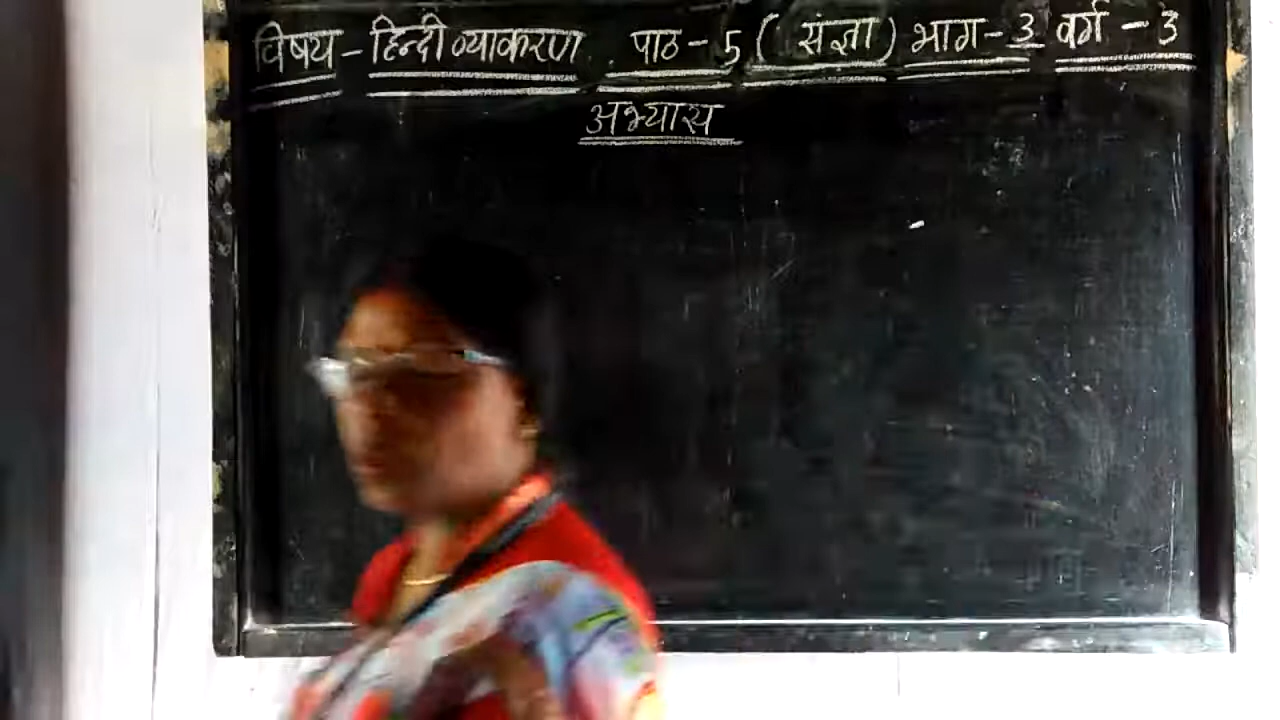 विषय - हिन्दी व्याकरण पाठ - 5 ( संज्ञा ) भाग - 3 वर्ग - 3
अभ्यास